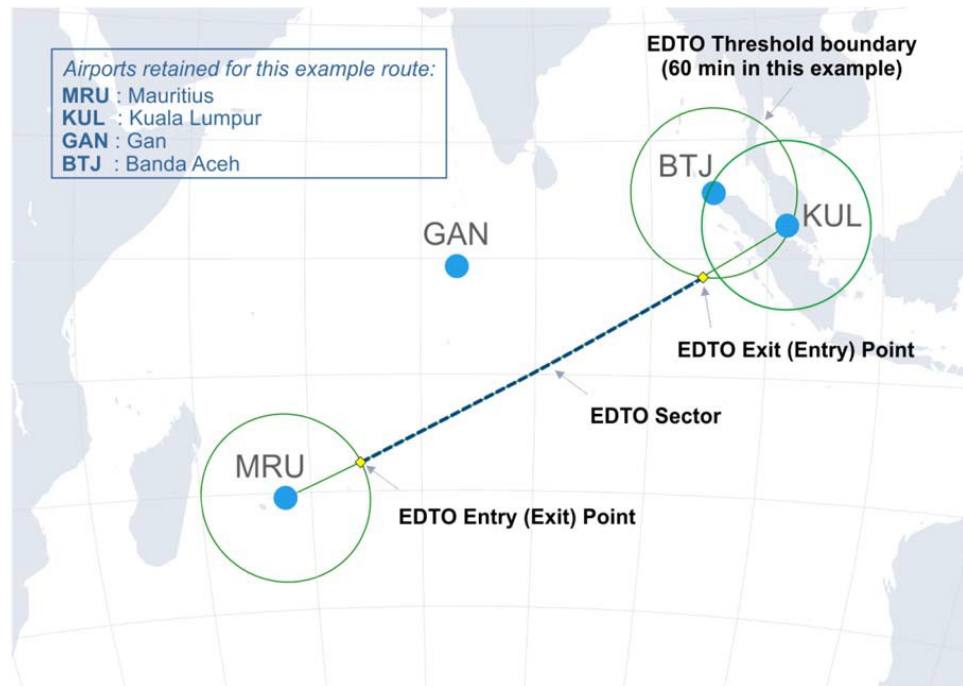 Airports retained for this example route:
MRU : Mauritius
KUL : Kuala Lumpur
GAN : Gan
BTJ : Banda Aceh
EDTO Threshold boundary
(60 min in this example)
BTJ
KUL
GAN
EDTO Exit (Entry) Point
EDTO Sector
MRU
EDTO Entry (Exit) Point